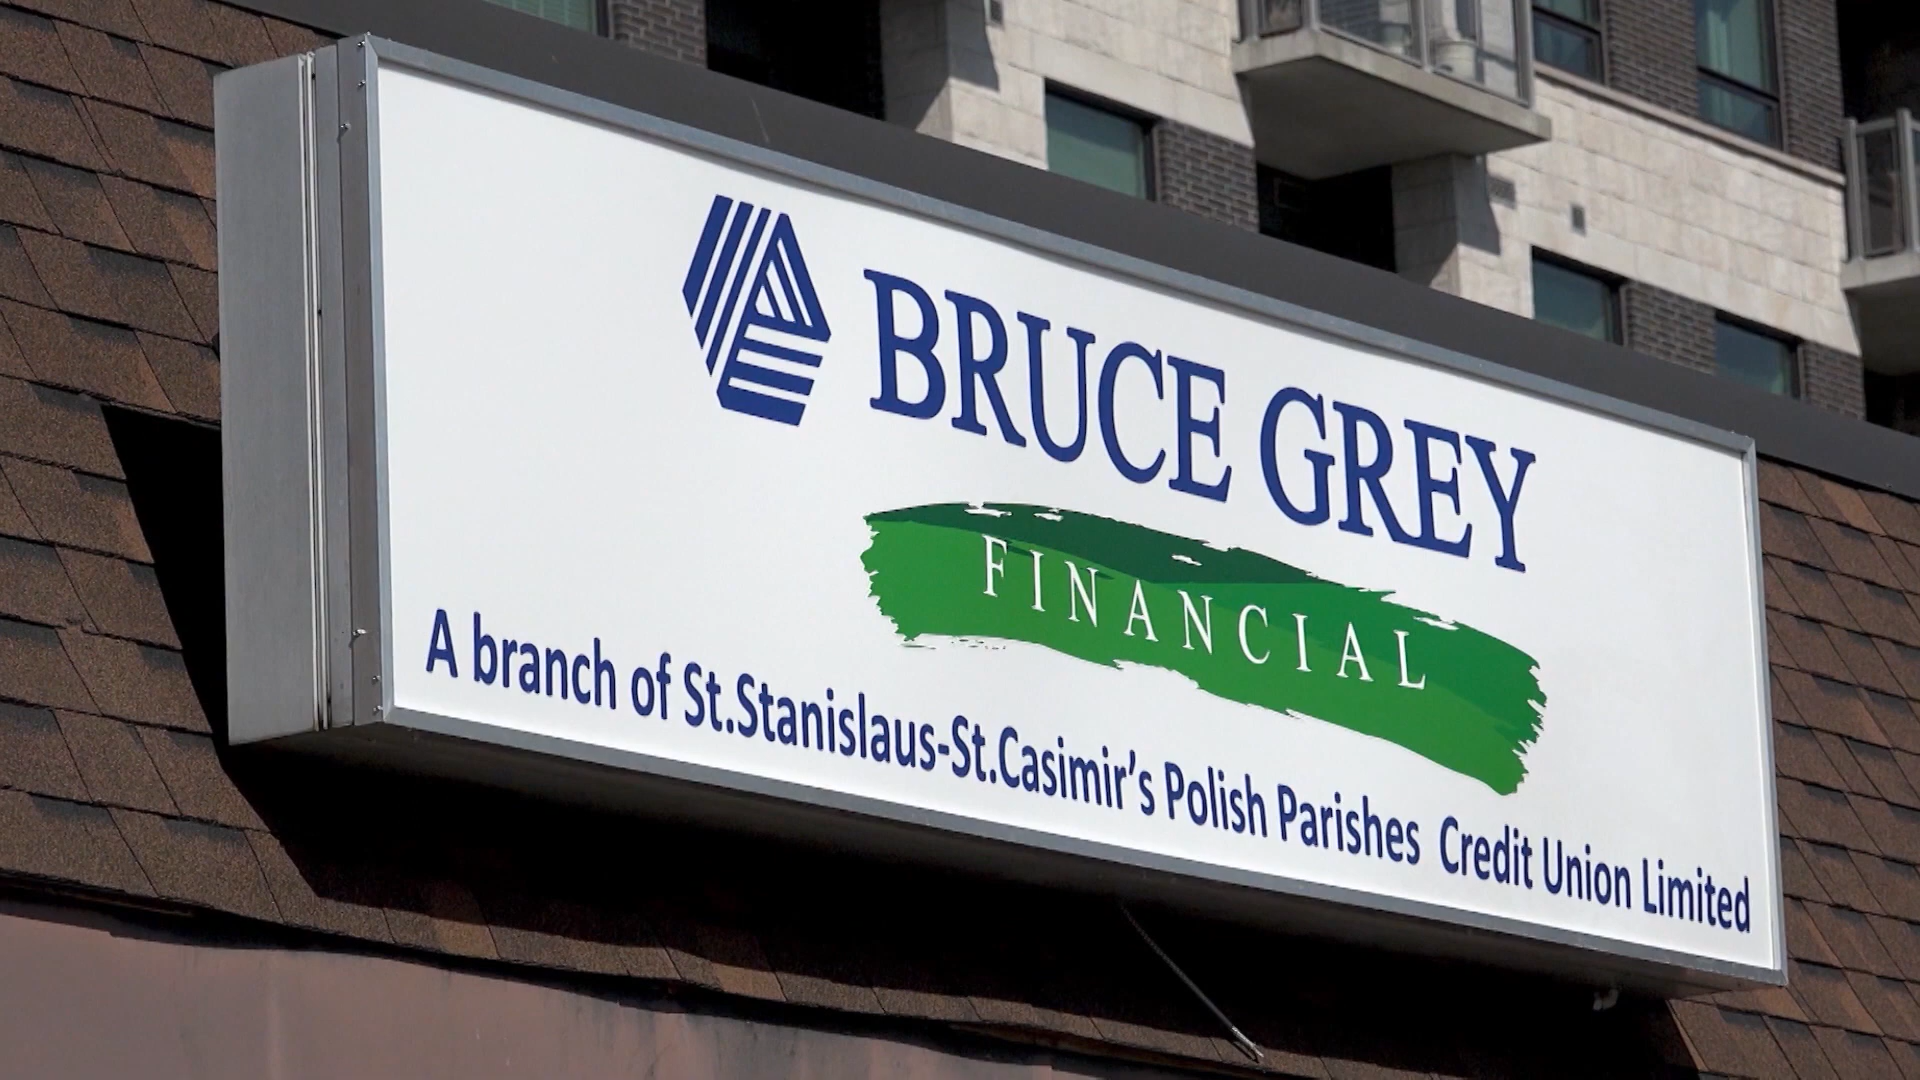 BRUCE GREY
FINANCIAL
A branch of St.Stanislaus-St.Casimir’s Polish Parishes Credit Union Limited